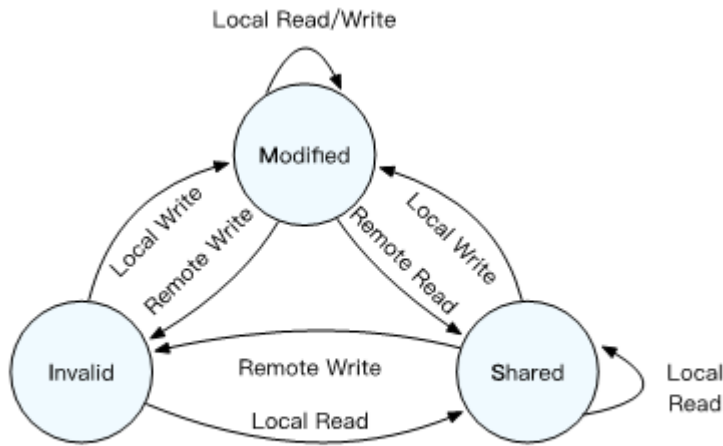 Local Read/Write
Modified
Local Write
Remote Write
Remote Read
Local Write
Invalid
Remote Write
Shared
Local
Read
Local Read